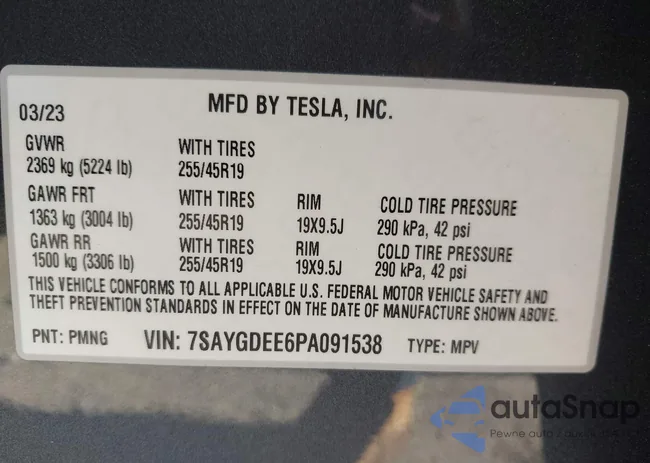 MFD BY TESLA, INC.
03/23
GVWR WITH TIRES
2369 kg (5224 lb) 255/45R19
GAWR FRT WITH TIRES RIM COLD TIRE PRESSURE
1363 kg (3004 lb) 255/45R19 19X9.5J 290 kPa, 42 psi
GAWR RR WITH TIRES RIM COLD TIRE PRESSURE
1500 kg (3306 lb) 255/45R19 19X9.5J 290 kPa, 42 psi
THIS VEHICLE CONFORMS TO ALL APPLICABLE U.S. FEDERAL MOTOR VEHICLE SAFETY AND
THEFT PREVENTION STANDARDS IN EFFECT ON THE DATE OF MANUFACTURE SHOWN ABOVE.
PNT: PMNG VIN: 7SAYGDEE6PA091538 TYPE: MPV
autaSnap
Pewne auta z